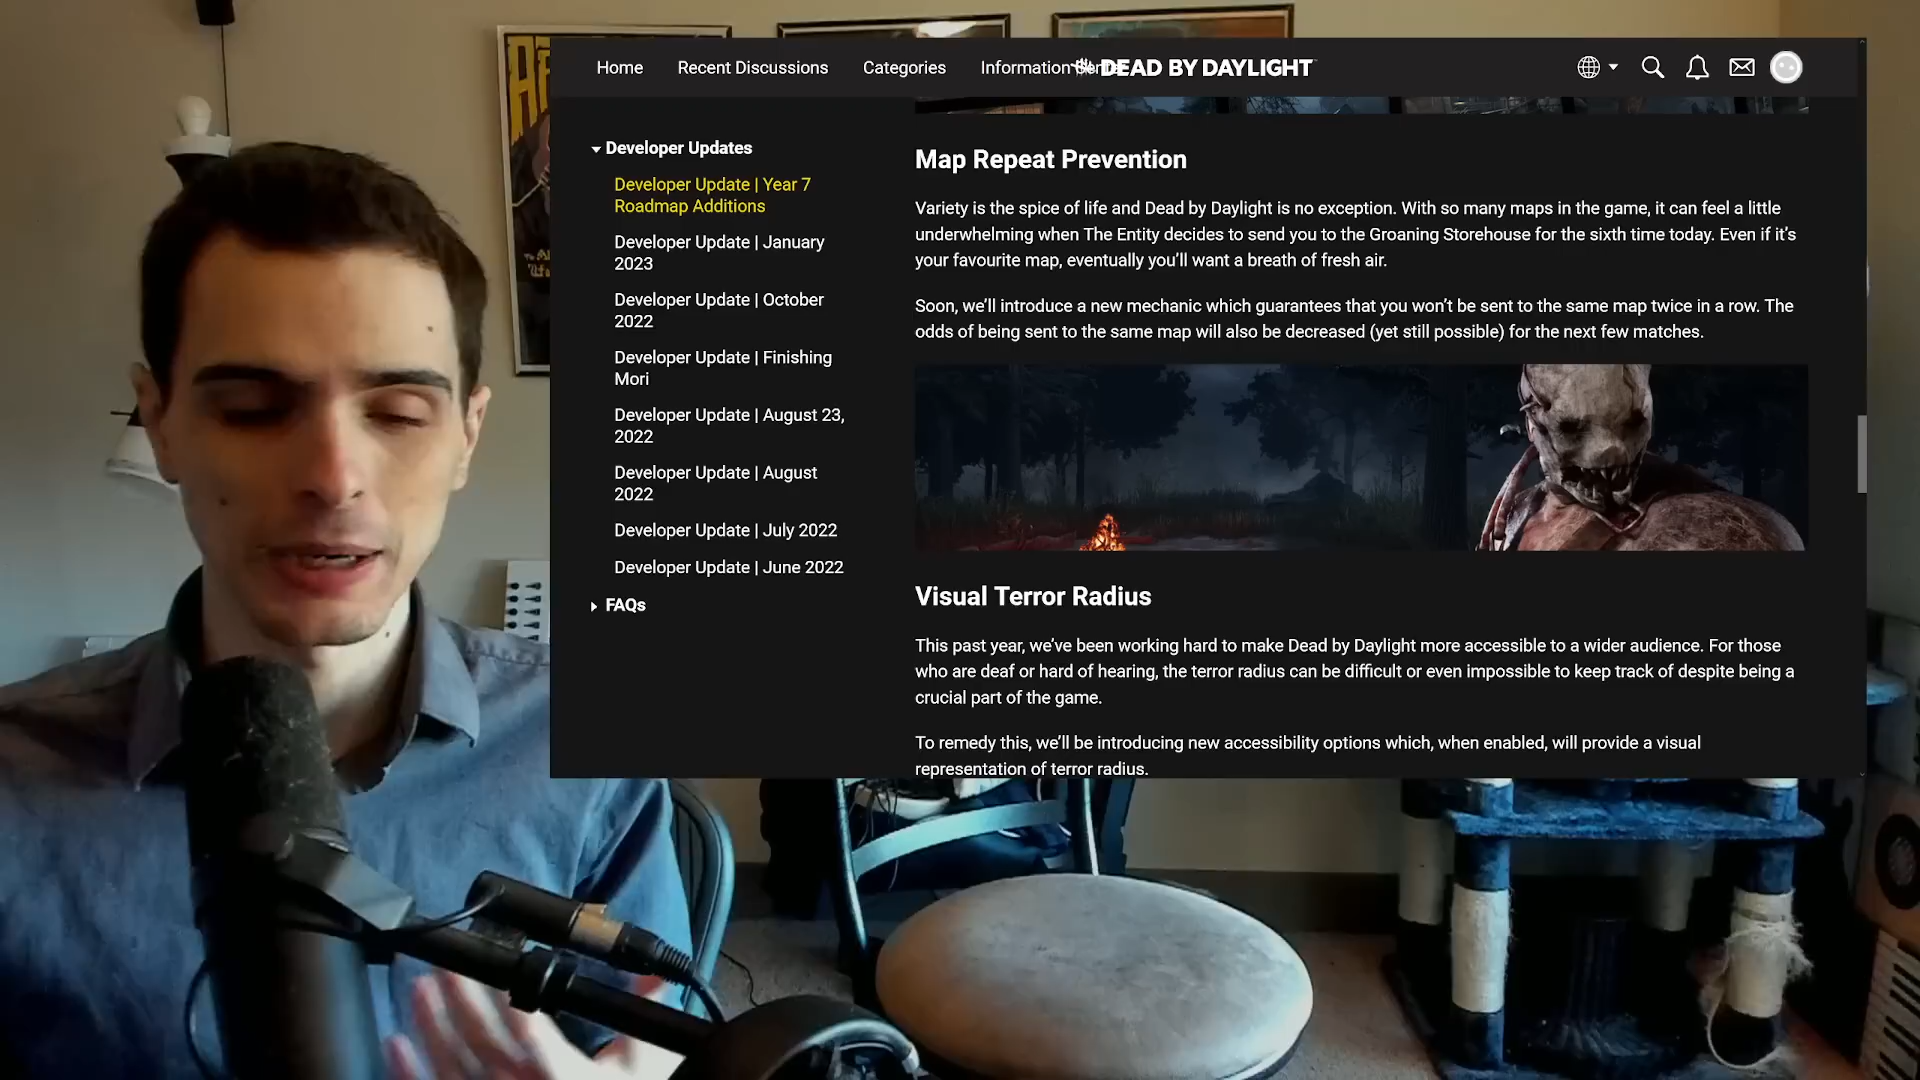 Home
Recent Discussions
Categories
Information
DEAD BY DAYLIGHT
Developer Updates
Developer Update | Year 7
Roadmap Additions
Developer Update | January
2023
Developer Update | October
2022
Developer Update | Finishing
Mori
Developer Update | August 23,
2022
Developer Update | August
2022
Developer Update | July 2022
Developer Update | June 2022
FAQs
Map Repeat Prevention
Variety is the spice of life and Dead by Daylight is no exception. With so many maps in the game, it can feel a little
underwhelming when The Entity decides to send you to the Groaning Storehouse for the sixth time today. Even if it’s
your favourite map, eventually you’ll want a breath of fresh air.
Soon, we’ll introduce a new mechanic which guarantees that you won’t be sent to the same map twice in a row. The
odds of being sent to the same map will also be decreased (yet still possible) for the next few matches.
Visual Terror Radius
This past year, we’ve been working hard to make Dead by Daylight more accessible to a wider audience. For those
who are deaf or hard of hearing, the terror radius can be difficult or even impossible to keep track of despite being a
crucial part of the game.
To remedy this, we’ll be introducing new accessibility options which, when enabled, will provide a visual
representation of terror radius.